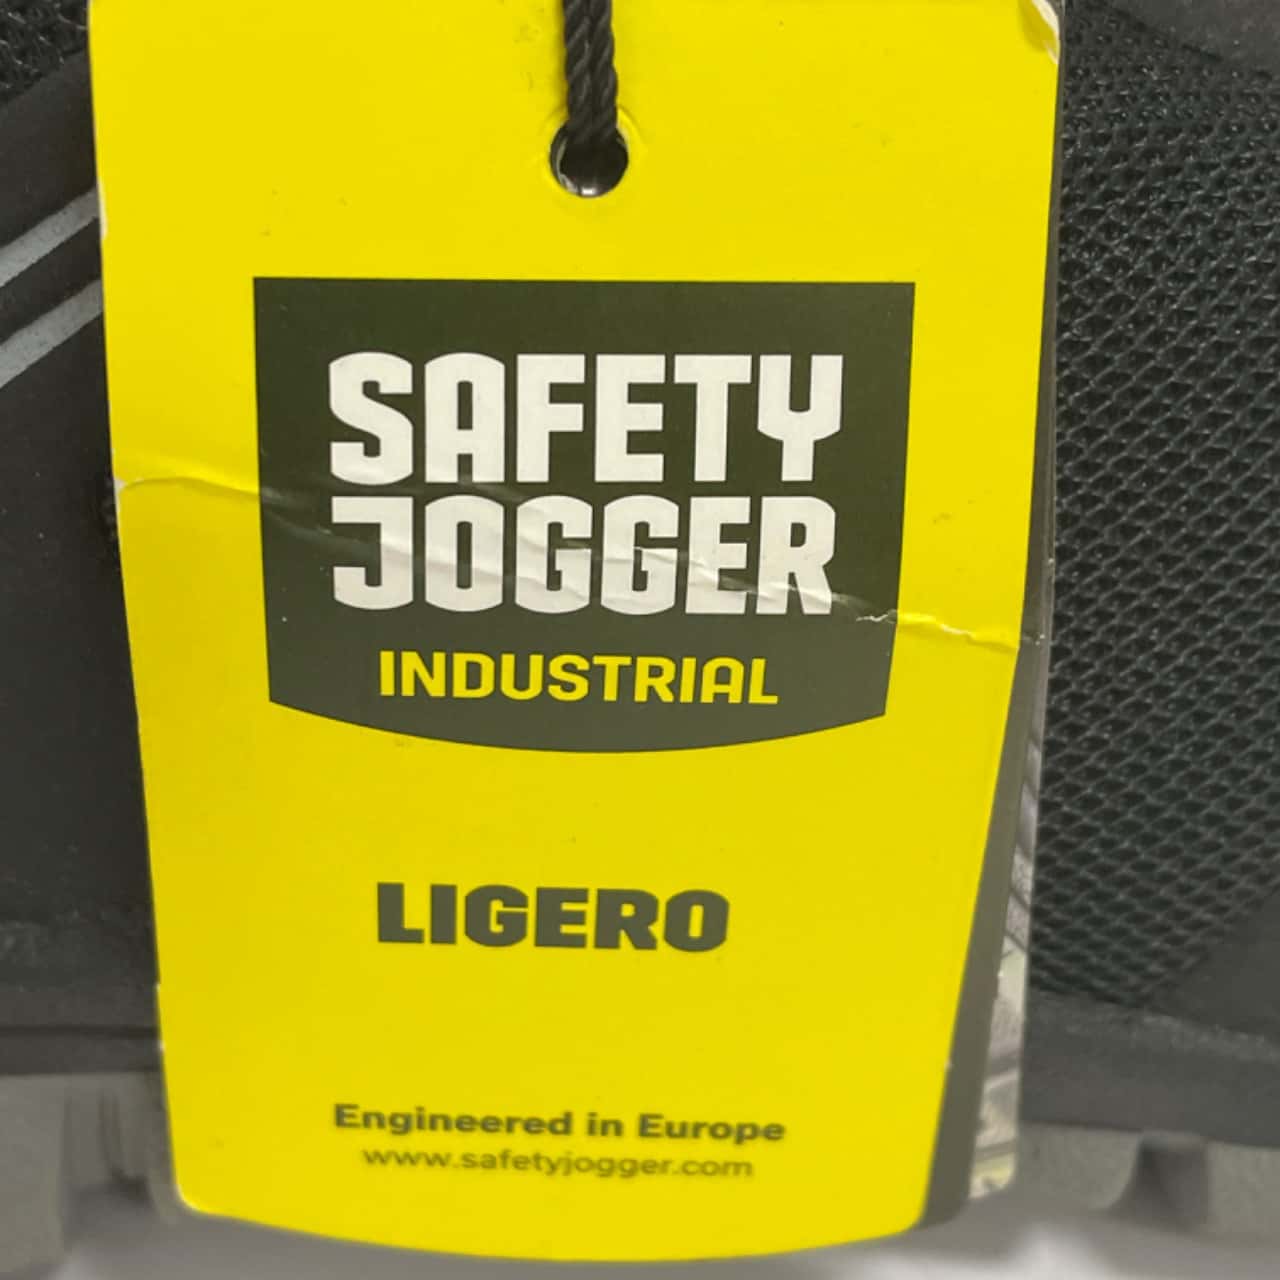 SAFETY
JOGGER
INDUSTRIAL
LIGERO
Engineered in Europe
www.safetyjogger.com